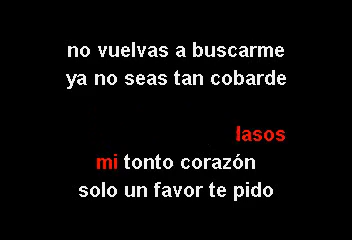 no vuelvas a buscarme
ya no seas tan cobarde
lasos
mi tonto corazón
solo un favor te pido